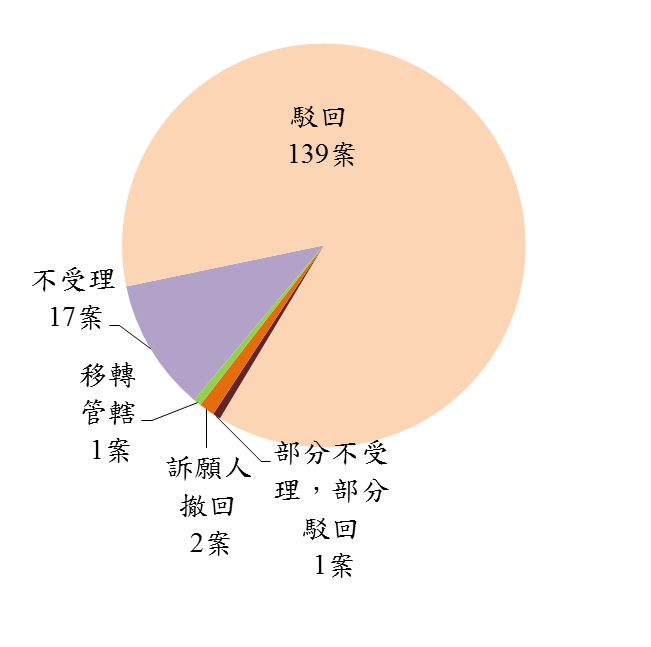 駁回
139案
不受理
17案
移轉
管轄
1案
訴願人
撤回
2案
部分不受
理，部分
駁回
1案